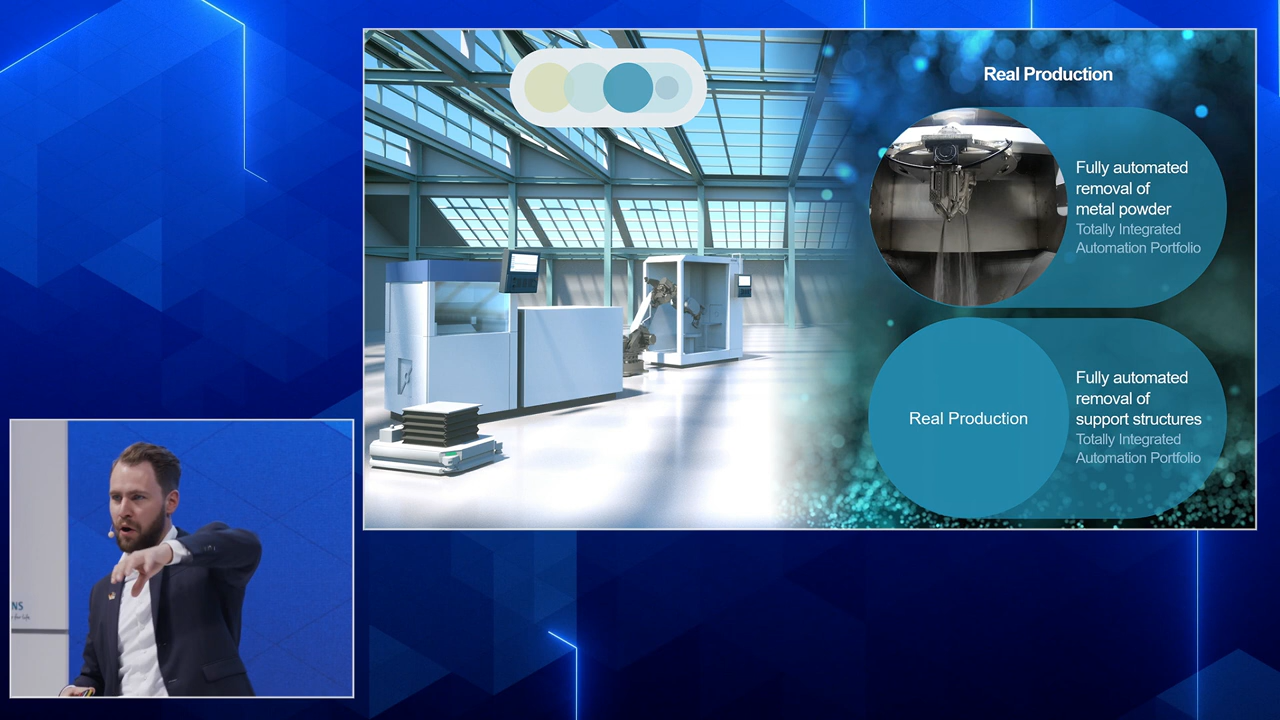 Real Production
Fully automated
removal of
metal powder
Totally Integrated
Automation Portfolio
Real Production
Fully automated
removal of
support structures
Totally Integrated
Automation Portfolio
NS